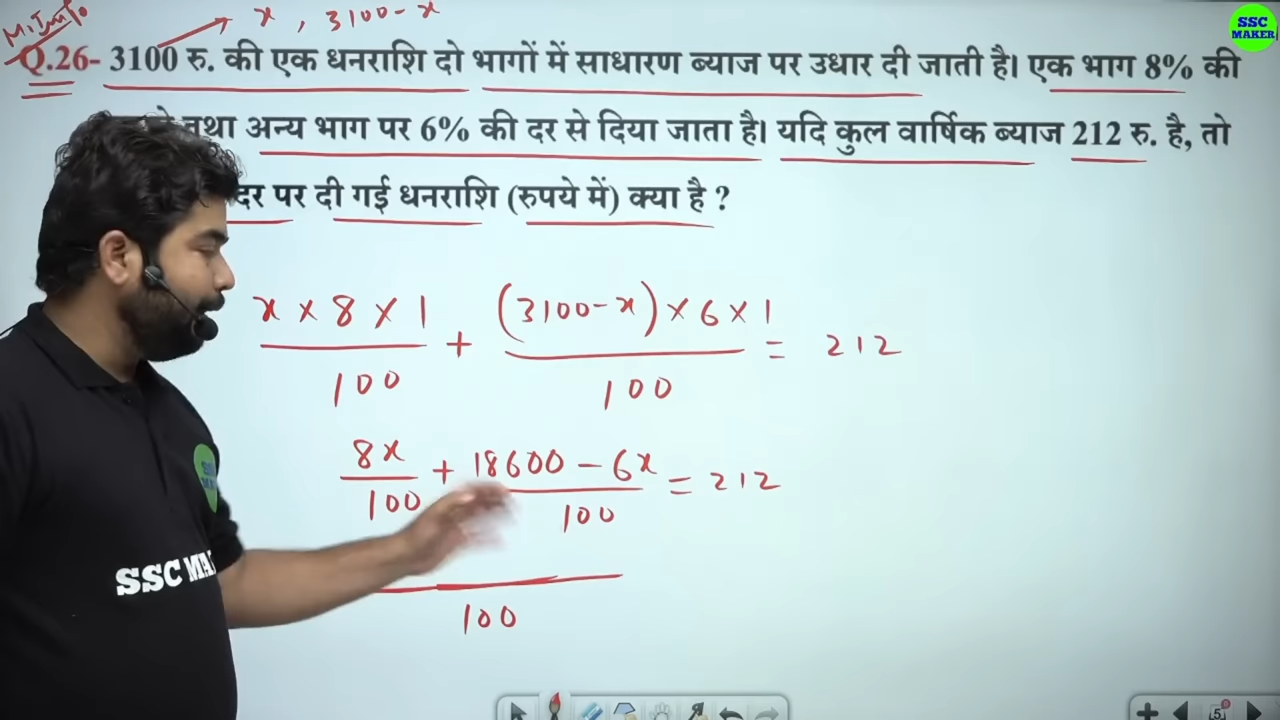 M.Imp
x , 3100 - x
SSC
MAKER
Q.26- 3100 रु. की एक धनराशि दो भागों में साधारण ब्याज पर उधार दी जाती है। एक भाग 8% की
तथा अन्य भाग पर 6% की दर से दिया जाता है। यदि कुल वार्षिक ब्याज 212 रु. है, तो
दर पर दी गई धनराशि (रुपये में) क्या है ?
x × 8 × 1 / 100 + (3100 - x) × 6 × 1 / 100 = 212
8x / 100 + 18600 - 6x / 100 = 212
100
SSC MA
5